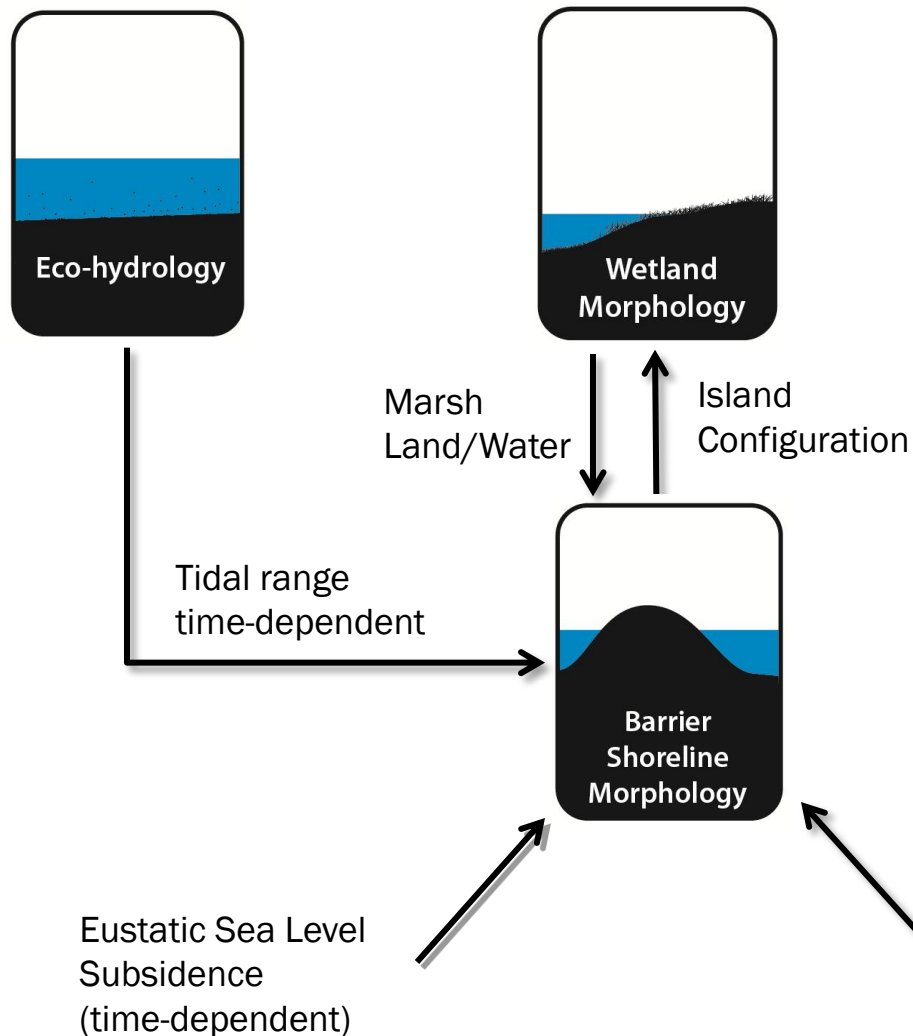 Eco-hydrology
Wetland
Morphology
Marsh
Land/Water
Island
Configuration
Tidal range
time-dependent
Barrier
Shoreline
Morphology
Eustatic Sea Level
Subsidence
(time-dependent)